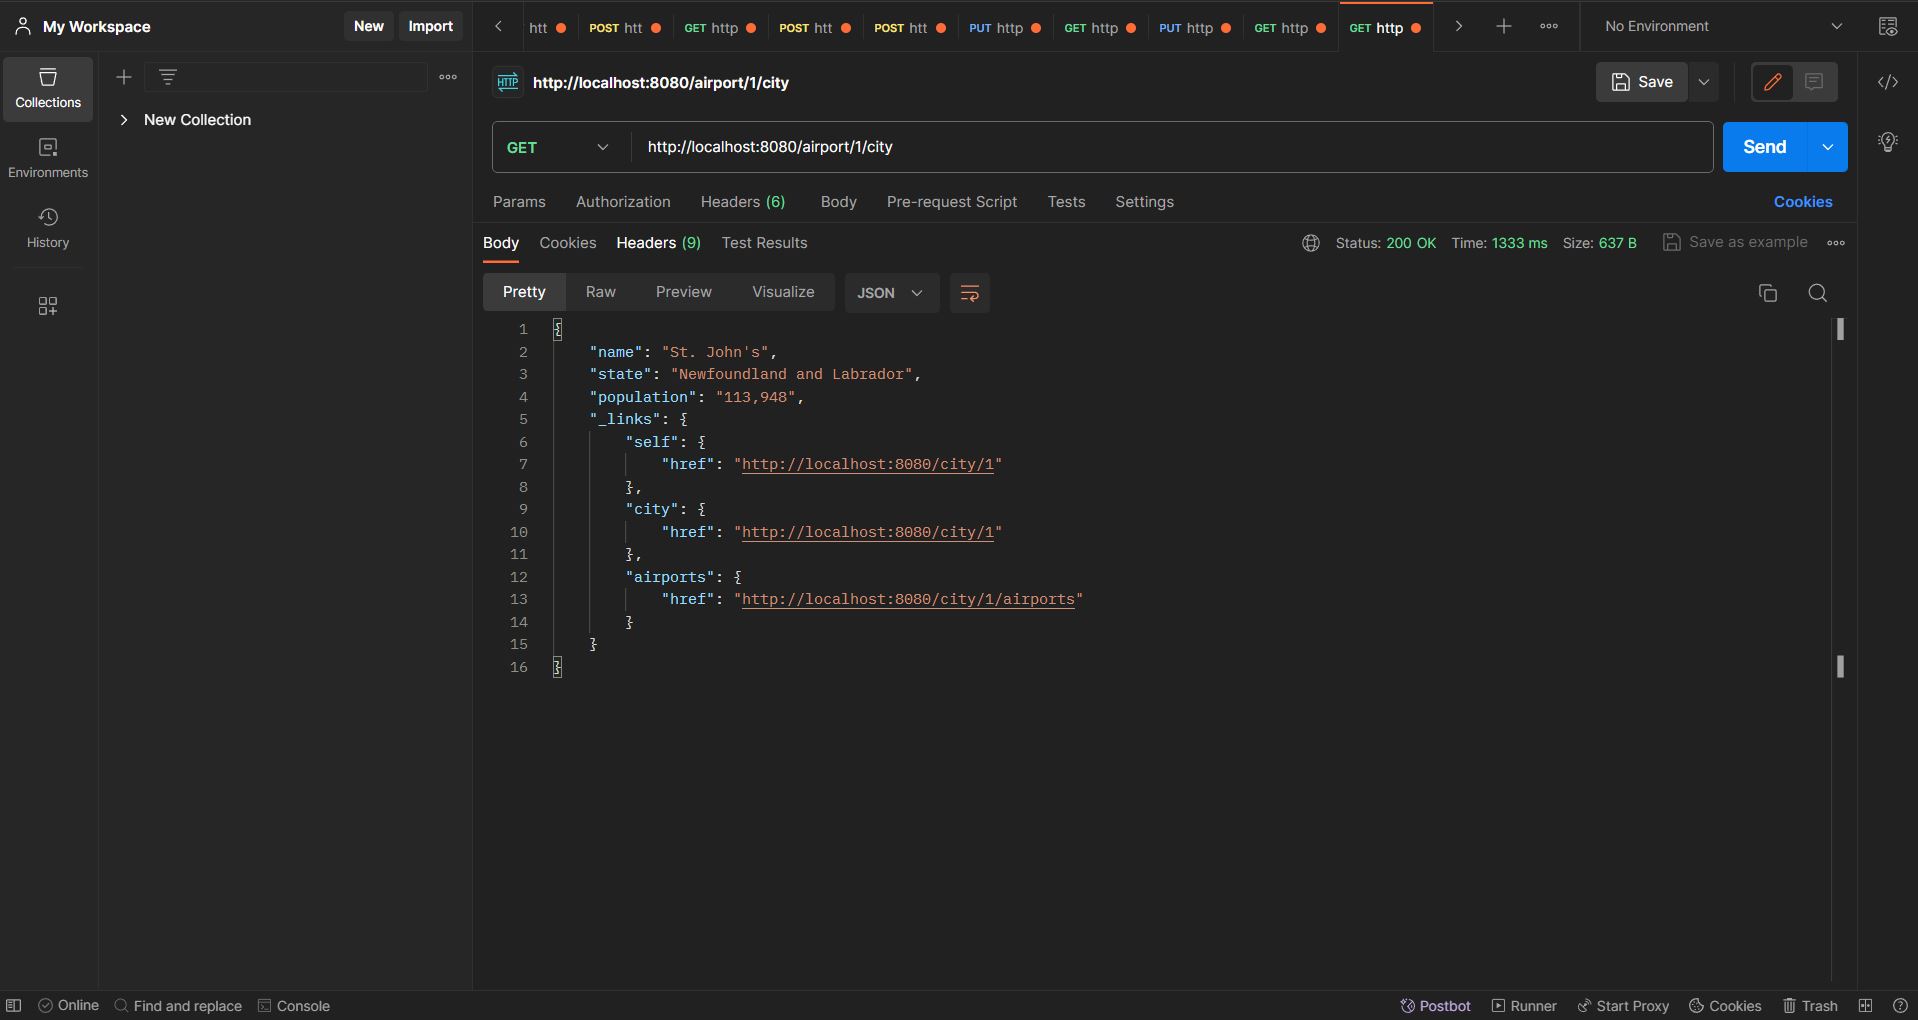 My Workspace
New
Import
htt
POST htt
GET http
POST htt
POST htt
PUT http
GET http
PUT http
GET http
GET http
No Environment
Collections
Environments
History
New Collection
HTTP
http://localhost:8080/airport/1/city
Save
GET
http://localhost:8080/airport/1/city
Send
Params
Authorization
Headers (6)
Body
Pre-request Script
Tests
Settings
Cookies
Body
Cookies
Headers (9)
Test Results
Status: 200 OK
Time: 1333 ms
Size: 637 B
Save as example
Pretty
Raw
Preview
Visualize
JSON
1 {
2 "name": "St. John's",
3 "state": "Newfoundland and Labrador",
4 "population": "113,948",
5 "_links": {
6 "self": {
7 "href": "http://localhost:8080/city/1"
8 },
9 "city": {
10 "href": "http://localhost:8080/city/1"
11 },
12 "airports": {
13 "href": "http://localhost:8080/city/1/airports"
14 }
15 }
16 }
Online
Find and replace
Console
Postbot
Runner
Start Proxy
Cookies
Trash